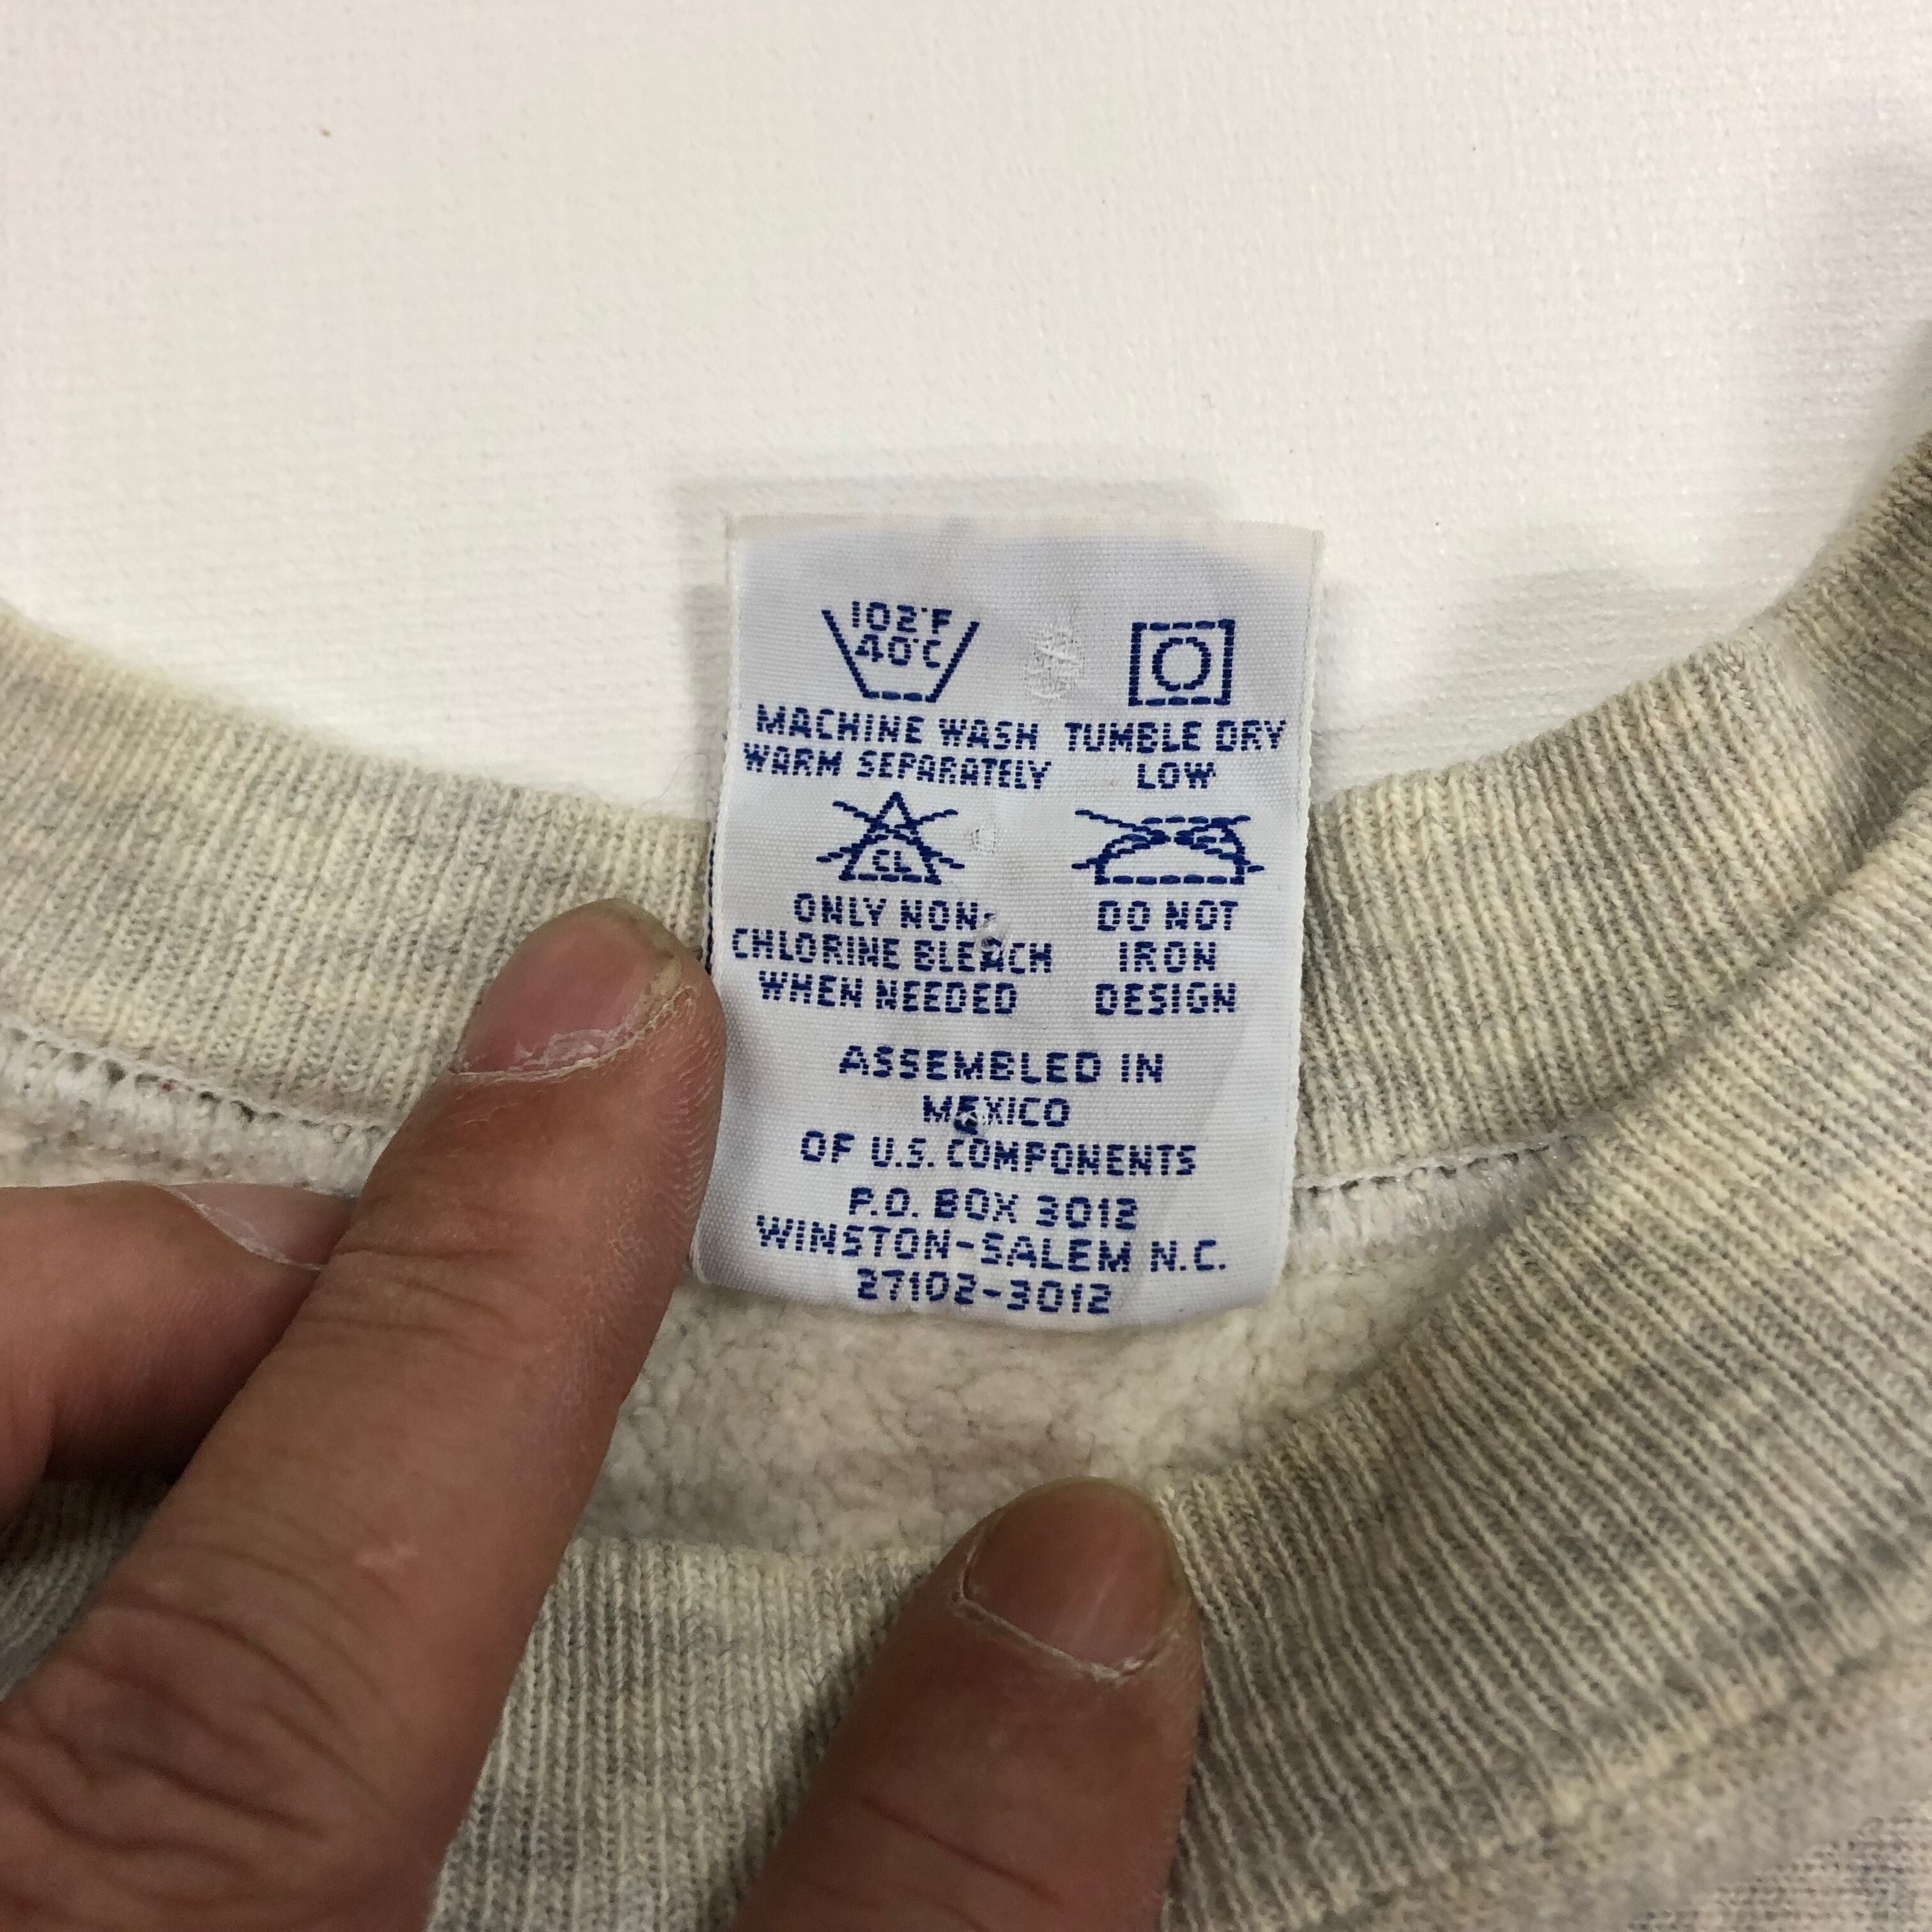 102°F
40°C
MACHINE WASH
WARM SEPARATELY
TUMBLE DRY
LOW
CL
ONLY NON-
CHLORINE BLEACH
WHEN NEEDED
DO NOT
IRON
DESIGN
ASSEMBLED IN
MEXICO
OF U.S. COMPONENTS
P.O. BOX 3012
WINSTON-SALEM N.C.
27102-3012